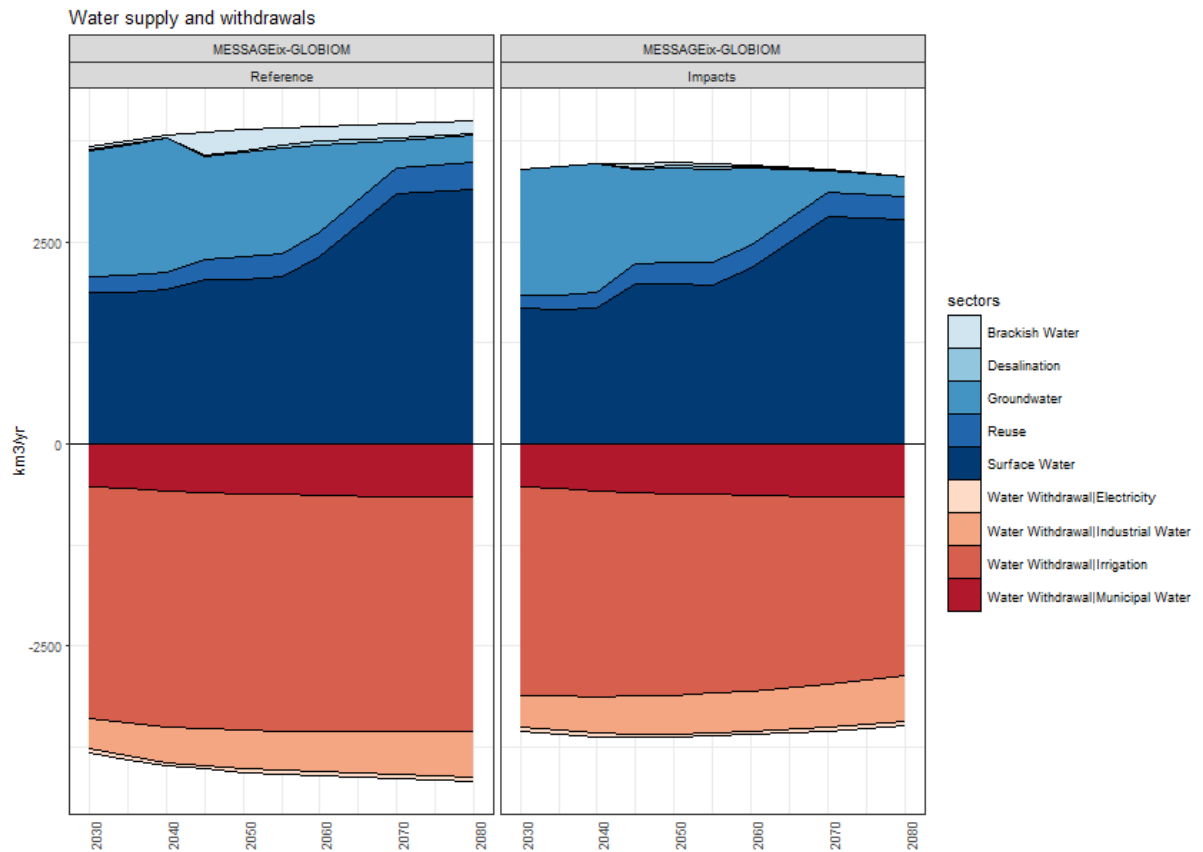 Water supply and withdrawals
MESSAGEix-GLOBIOM
MESSAGEix-GLOBIOM
Reference
Impacts
2500
0
-2500
km3/yr
2030
2040
2050
2060
2070
2080
2030
2040
2050
2060
2070
2080
sectors
Brackish Water
Desalination
Groundwater
Reuse
Surface Water
Water Withdrawal|Electricity
Water Withdrawal|Industrial Water
Water Withdrawal|Irrigation
Water Withdrawal|Municipal Water